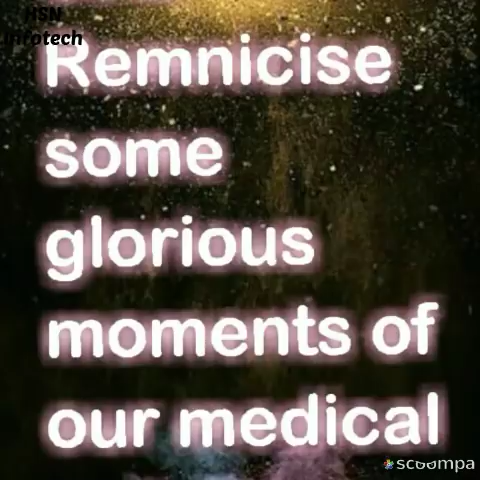 HSN
Infotech
Remnicise
some
glorious
moments of
our medical
scoompa